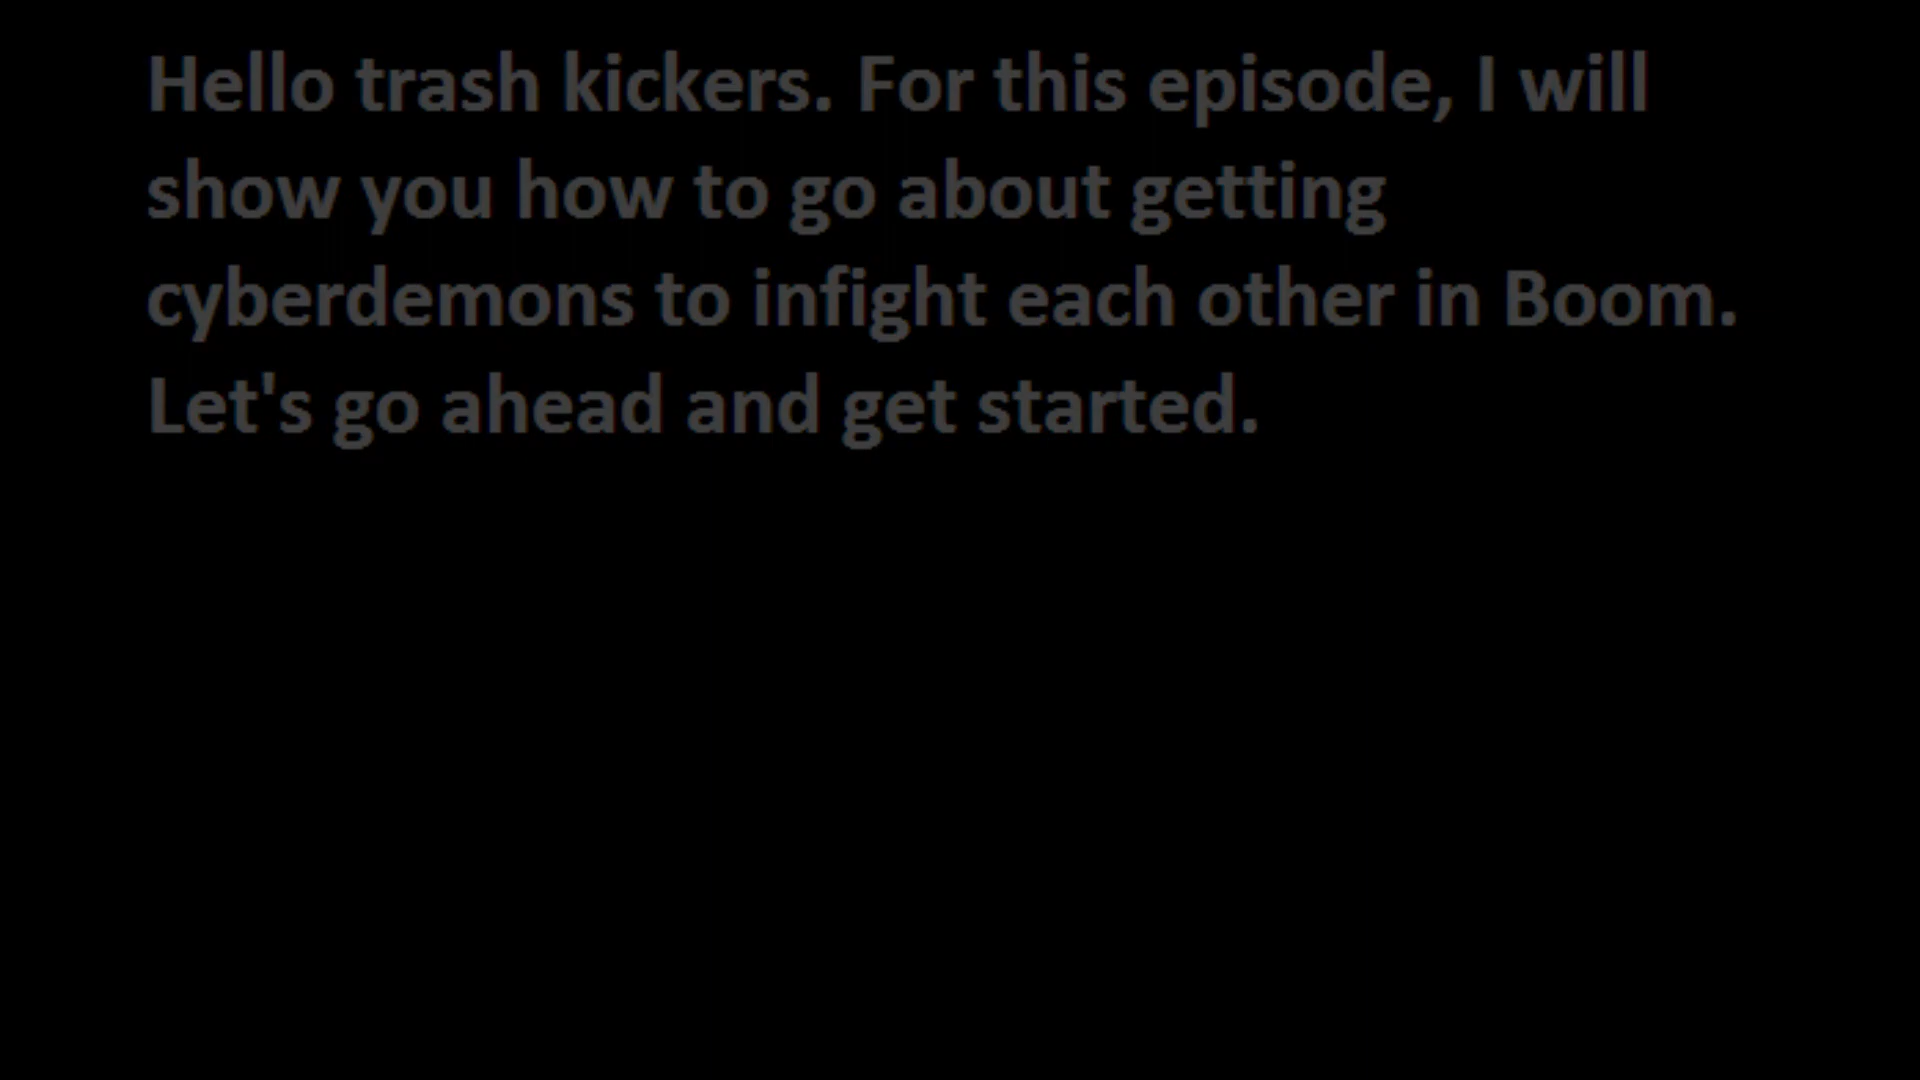 Hello trash kickers. For this episode, I will
show you how to go about getting
cyberdemons to infight each other in Boom.
Let's go ahead and get started.